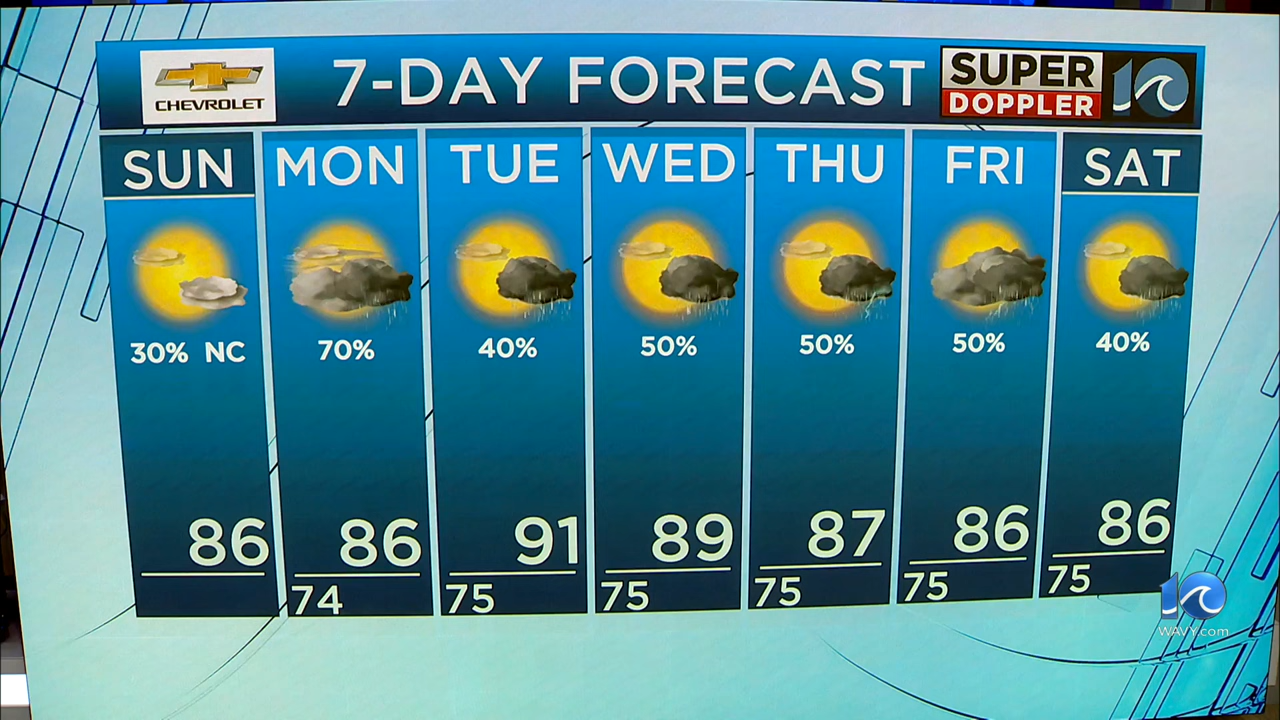 CHEVROLET
7-DAY FORECAST
SUPER
DOPPLER 10
SUN MON TUE WED THU FRI SAT
30% NC 70% 40% 50% 50% 50% 40%
86 86 91 89 87 86 86
74 75 75 75 75 75
10
WAVY.com